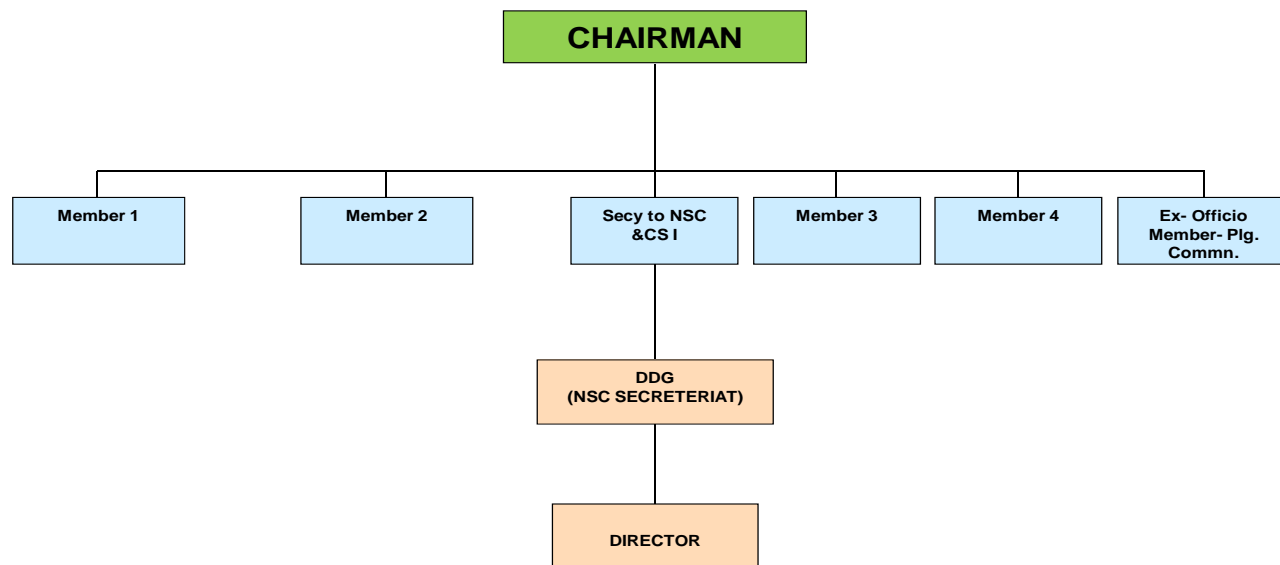 CHAIRMAN
Member 1
Member 2
Secy to NSC
&CS I
Member 3
Member 4
Ex- Officio
Member- Plg.
Commn.
DDG
(NSC SECRETERIAT)
DIRECTOR